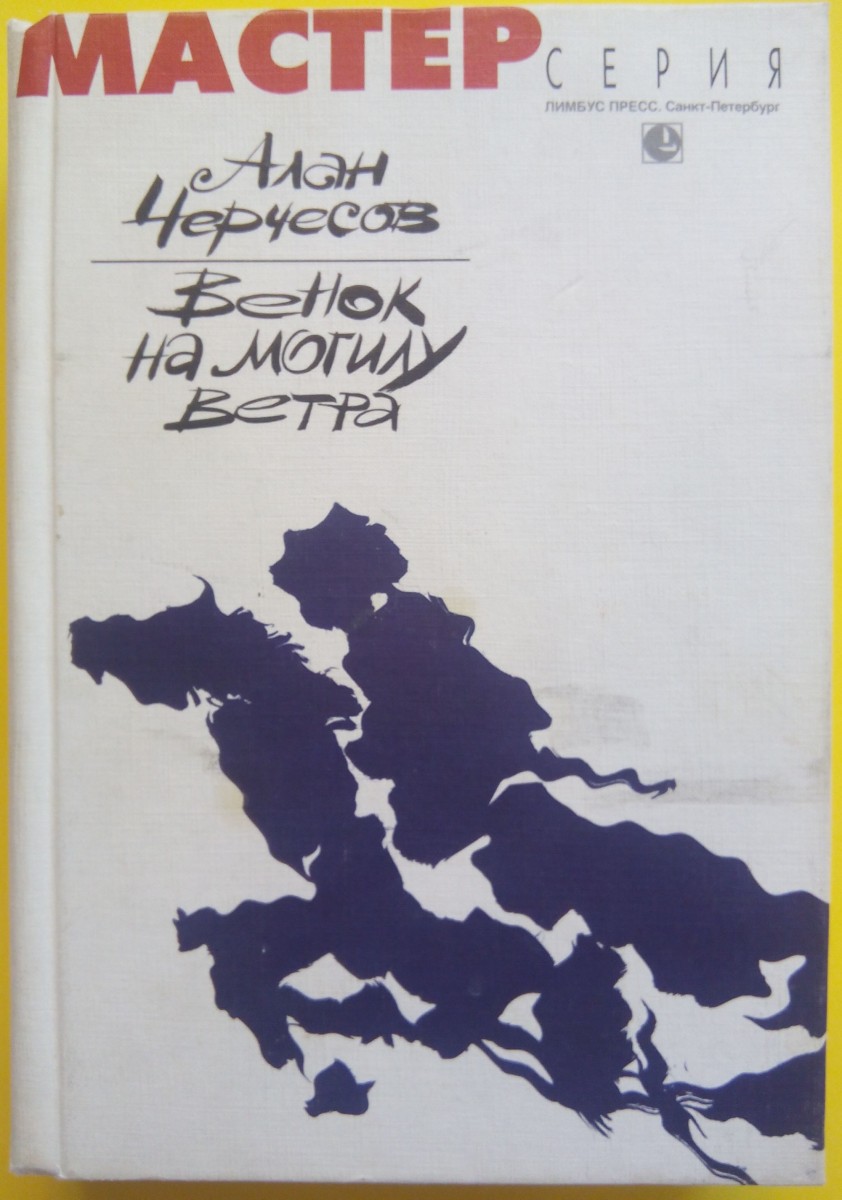 МАСТЕР СЕРИЯ
ЛИМБУС ПРЕСС. Санкт-Петербург
Алан
Черчесов
Венок
на могилу
ветра